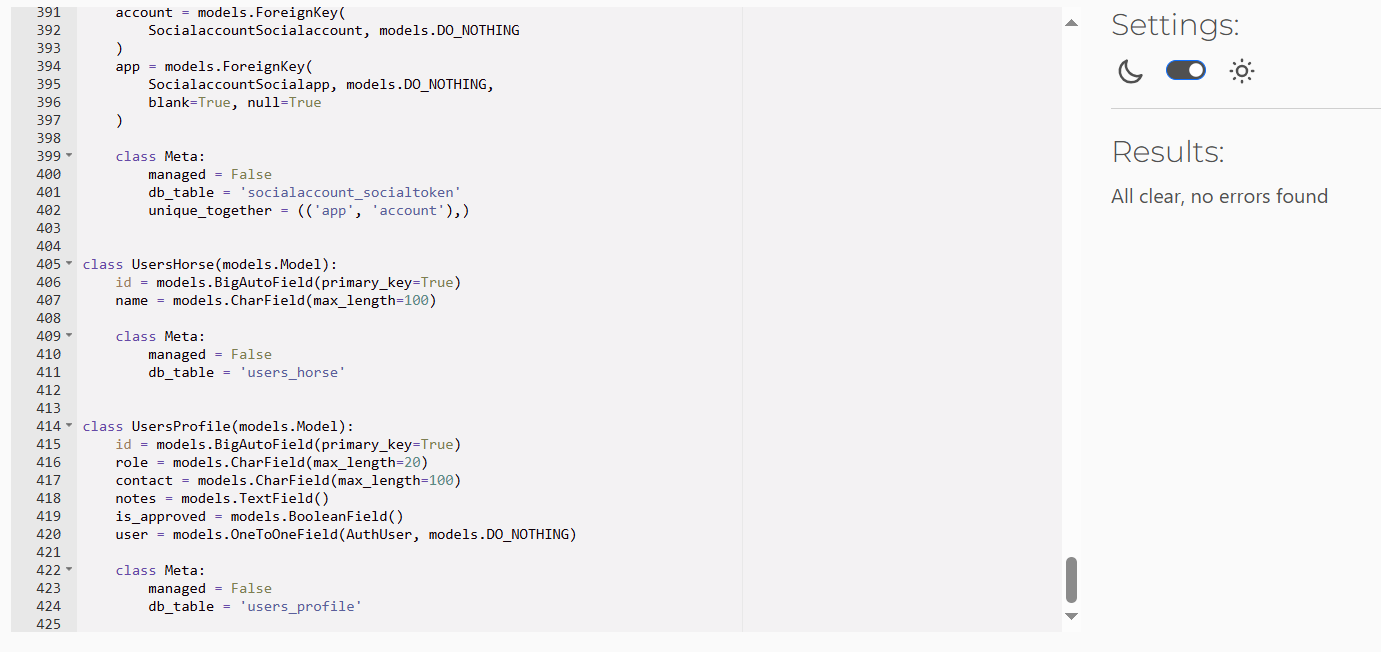 391     account = models.ForeignKey(
392         SocialaccountSocialaccount, models.DO_NOTHING
393     )
394     app = models.ForeignKey(
395         SocialaccountSocialapp, models.DO_NOTHING,
396         blank=True, null=True
397     )
398
399     class Meta:
400         managed = False
401         db_table = 'socialaccount_socialtoken'
402         unique_together = (('app', 'account'),)
403
404
405 class UsersHorse(models.Model):
406     id = models.BigAutoField(primary_key=True)
407     name = models.CharField(max_length=100)
408
409     class Meta:
410         managed = False
411         db_table = 'users_horse'
412
413
414 class UsersProfile(models.Model):
415     id = models.BigAutoField(primary_key=True)
416     role = models.CharField(max_length=20)
417     contact = models.CharField(max_length=100)
418     notes = models.TextField()
419     is_approved = models.BooleanField()
420     user = models.OneToOneField(AuthUser, models.DO_NOTHING)
421
422     class Meta:
423         managed = False
424         db_table = 'users_profile'
425
Settings:
Results:
All clear, no errors found